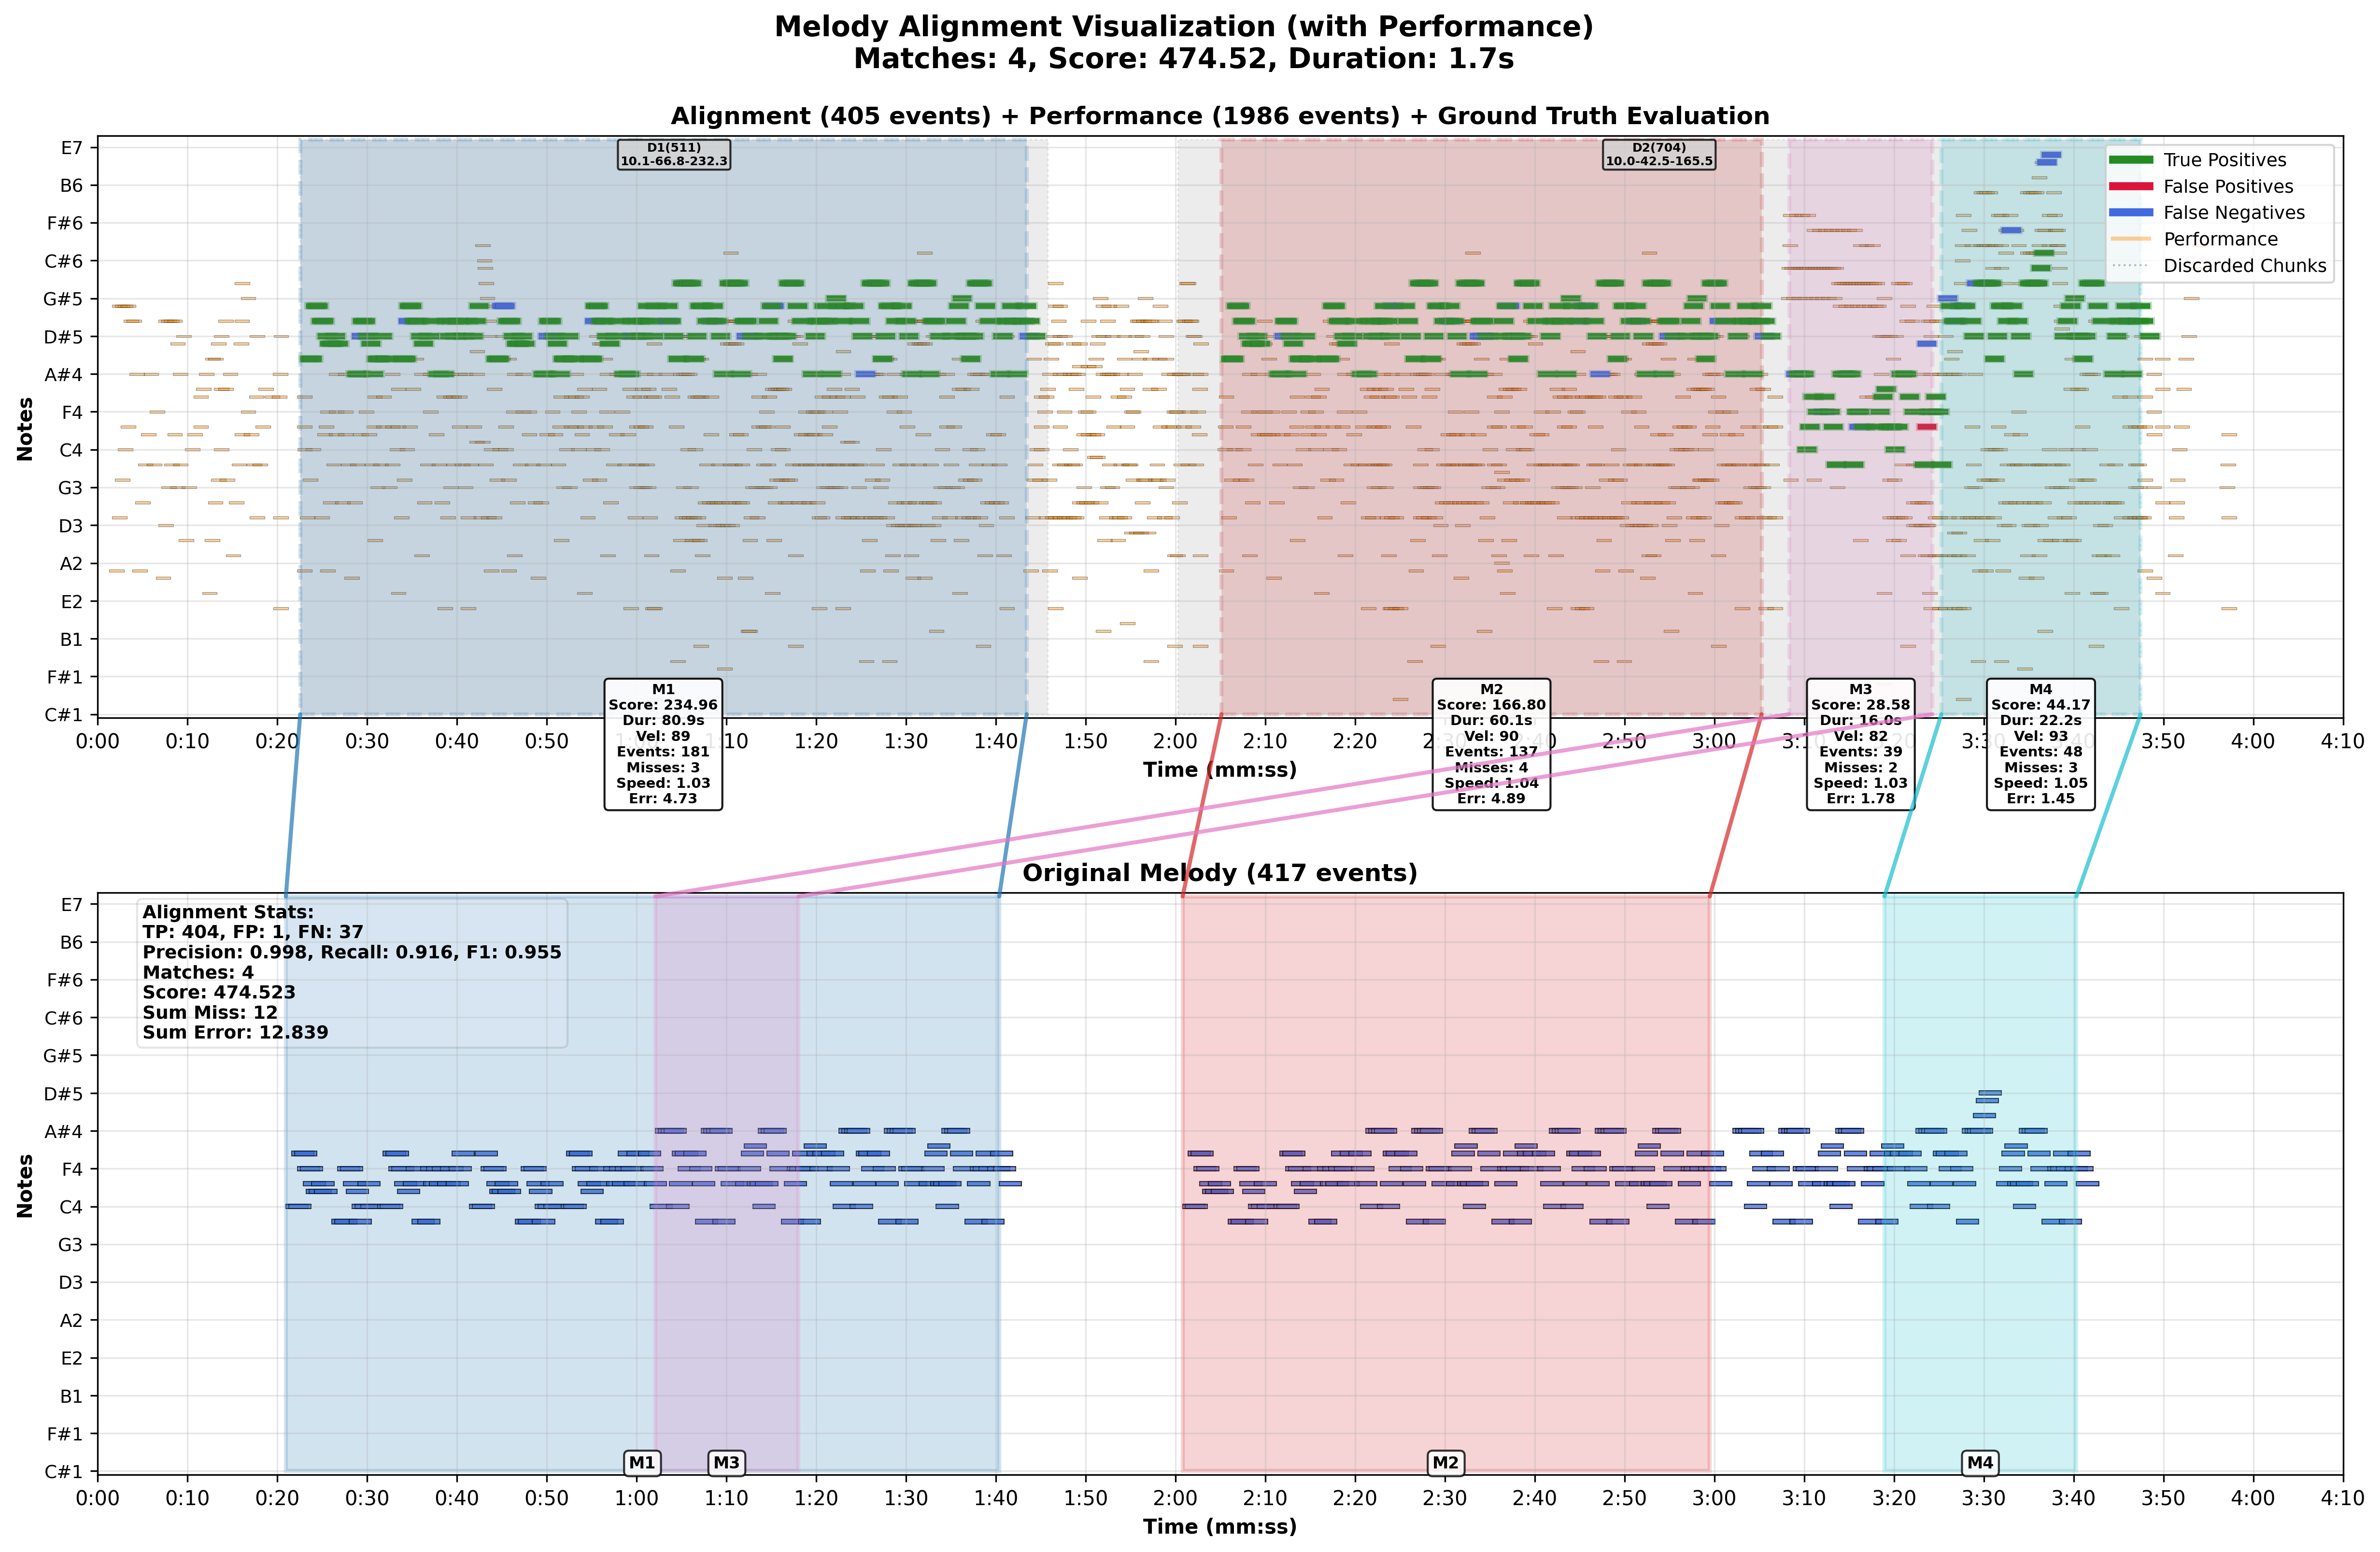 Melody Alignment Visualization (with Performance)
Matches: 4, Score: 474.52, Duration: 1.7s
Alignment (405 events) + Performance (1986 events) + Ground Truth Evaluation
Notes
E7
B6
F#6
C#6
G#5
D#5
A#4
F4
C4
G3
D3
A2
E2
B1
F#1
C#1
D1(511)
10.1-66.8-232.3
D2(704)
10.0-42.5-165.5
True Positives
False Positives
False Negatives
Performance
Discarded Chunks
0:00 0:10 0:20 0:30 0:40 0:50 1:00 1:10 1:20 1:30 1:40 1:50 2:00 2:10 2:20 2:30 2:40 2:50 3:00 3:10 3:20 3:30 3:40 3:50 4:00 4:10
Time (mm:ss)
M1
Score: 234.96
Dur: 80.9s
Vel: 89
Events: 181
Misses: 3
Speed: 1.03
Err: 4.73
M2
Score: 166.80
Dur: 60.1s
Vel: 90
Events: 137
Misses: 4
Speed: 1.04
Err: 4.89
M3
Score: 28.58
Dur: 16.0s
Vel: 82
Events: 39
Misses: 2
Speed: 1.03
Err: 1.78
M4
Score: 44.17
Dur: 22.2s
Vel: 93
Events: 48
Misses: 3
Speed: 1.05
Err: 1.45
Original Melody (417 events)
Notes
E7
B6
F#6
C#6
G#5
D#5
A#4
F4
C4
G3
D3
A2
E2
B1
F#1
C#1
Alignment Stats:
TP: 404, FP: 1, FN: 37
Precision: 0.998, Recall: 0.916, F1: 0.955
Matches: 4
Score: 474.523
Sum Miss: 12
Sum Error: 12.839
M1
M3
M2
M4
0:00 0:10 0:20 0:30 0:40 0:50 1:00 1:10 1:20 1:30 1:40 1:50 2:00 2:10 2:20 2:30 2:40 2:50 3:00 3:10 3:20 3:30 3:40 3:50 4:00 4:10
Time (mm:ss)